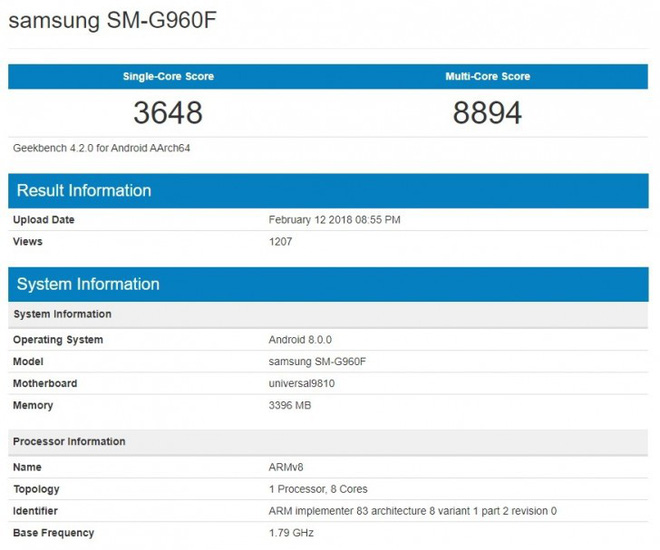 samsung SM-G960F
Single-Core Score Multi-Core Score
3648 8894
Geekbench 4.2.0 for Android AArch64
Result Information
Upload Date February 12 2018 08:55 PM
Views 1207
System Information
System Information
Operating System Android 8.0.0
Model samsung SM-G960F
Motherboard universal9810
Memory 3396 MB
Processor Information
Name ARMv8
Topology 1 Processor, 8 Cores
Identifier ARM implementer 83 architecture 8 variant 1 part 2 revision 0
Base Frequency 1.79 GHz